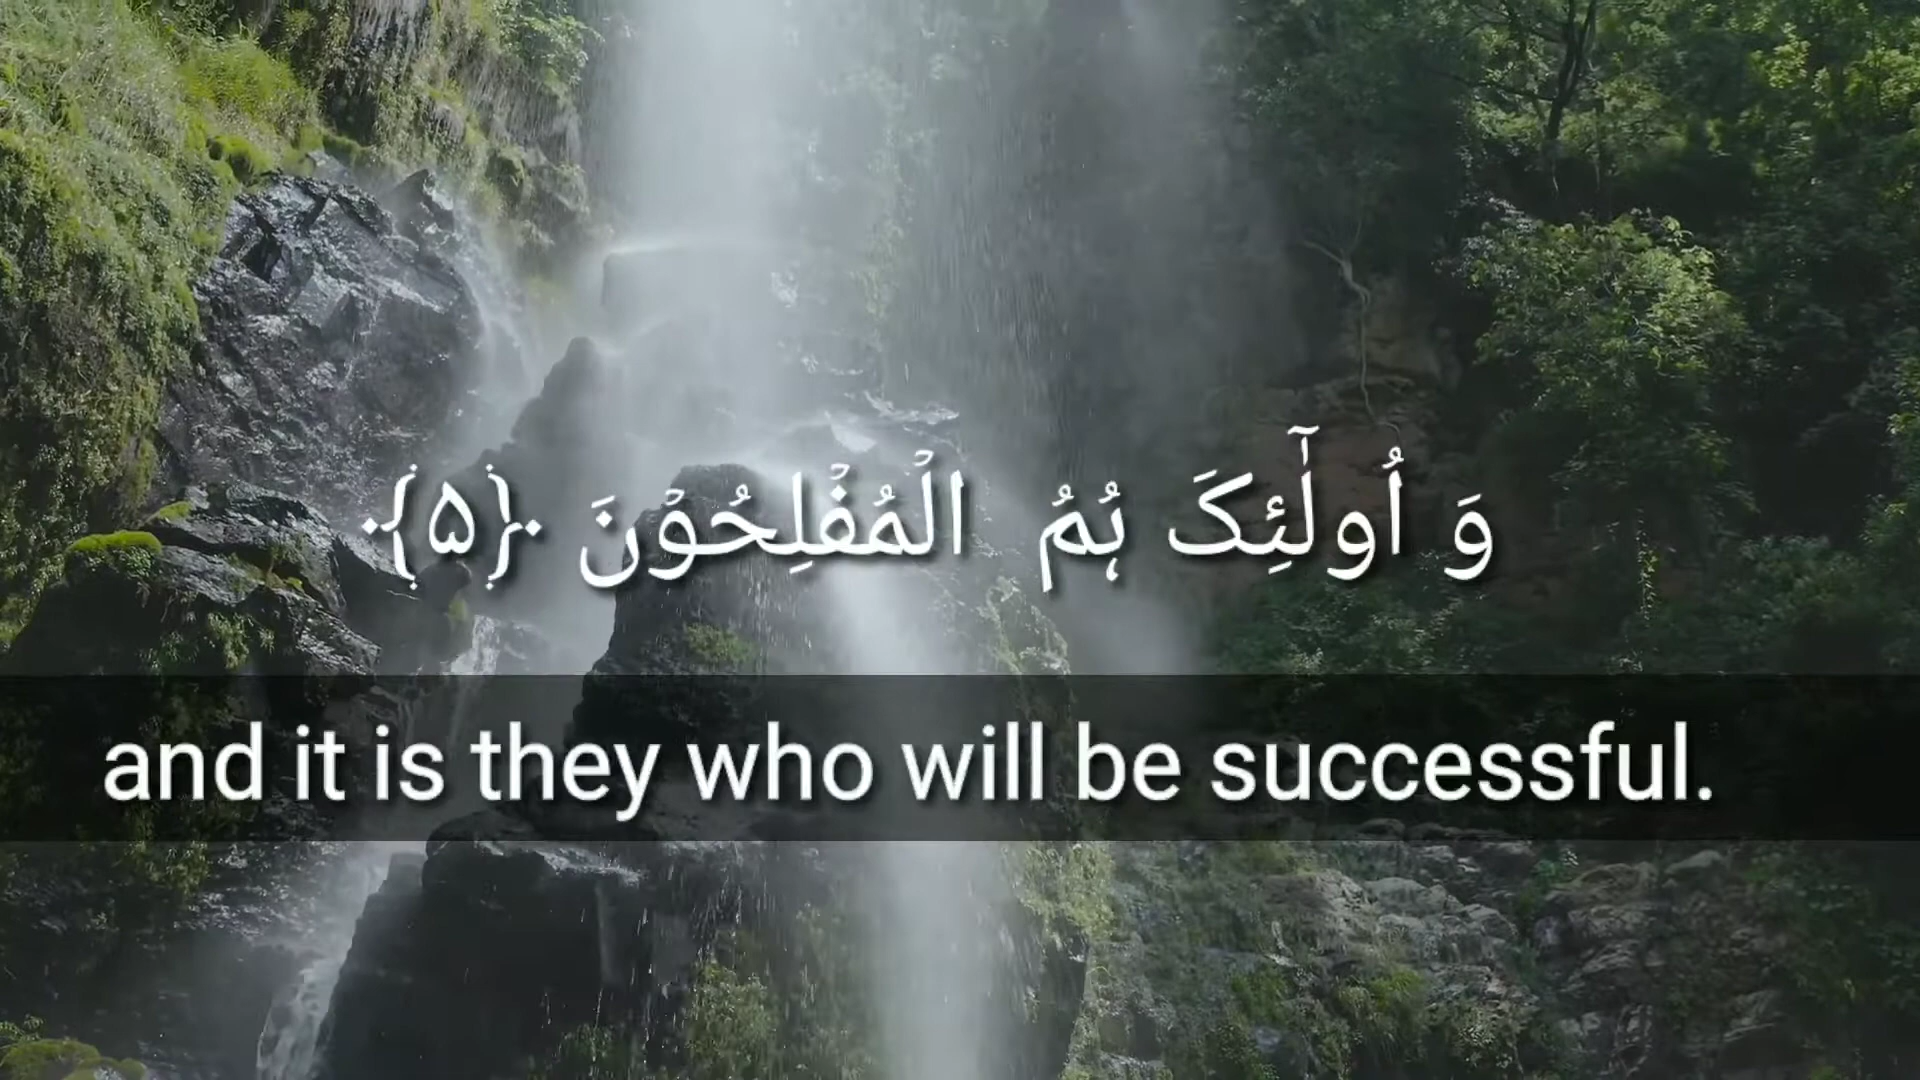 وَ اُولٰٓئِکَ ہُمُ الۡمُفۡلِحُوۡنَ ﴿۵﴾
and it is they who will be successful.